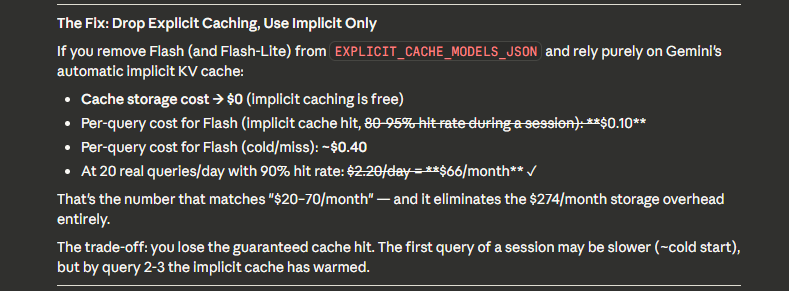 The Fix: Drop Explicit Caching, Use Implicit Only
If you remove Flash (and Flash-Lite) from EXPLICIT_CACHE_MODELS_JSON and rely purely on Gemini's
automatic implicit KV cache:
• Cache storage cost → $0 (implicit caching is free)
• Per-query cost for Flash (implicit cache hit, 80-95% hit rate during a session): **$0.10**
• Per-query cost for Flash (cold/miss): ~$0.40
• At 20 real queries/day with 90% hit rate: $2.20/day = **$66/month** ✓
That's the number that matches "$20–70/month" — and it eliminates the $274/month storage overhead
entirely.
The trade-off: you lose the guaranteed cache hit. The first query of a session may be slower (~cold start),
but by query 2-3 the implicit cache has warmed.